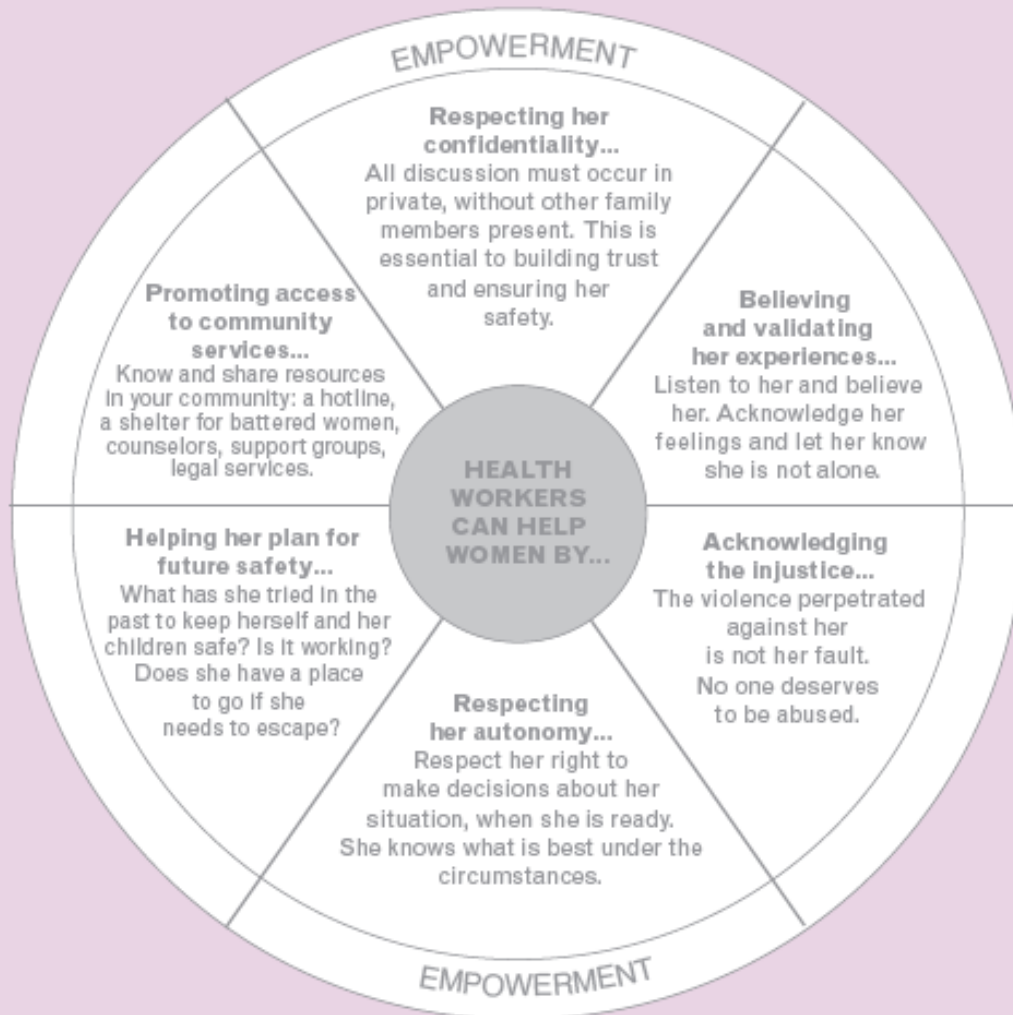 EMPOWERMENT
Respecting her
confidentiality...
All discussion must occur in
private, without other family
members present. This is
essential to building trust
and ensuring her
safety.
Believing
and validating
her experiences...
Listen to her and believe
her. Acknowledge her
feelings and let her know
she is not alone.
Acknowledging
the injustice...
The violence perpetrated
against her
is not her fault.
No one deserves
to be abused.
Respecting
her autonomy...
Respect her right to
make decisions about her
situation, when she is ready.
She knows what is best under the
circumstances.
Helping her plan for
future safety...
What has she tried in the
past to keep herself and her
children safe? Is it working?
Does she have a place
to go if she
needs to escape?
Promoting access
to community
services...
Know and share resources
in your community: a hotline,
a shelter for battered women,
counselors, support groups,
legal services.
HEALTH
WORKERS
CAN HELP
WOMEN BY...
EMPOWERMENT